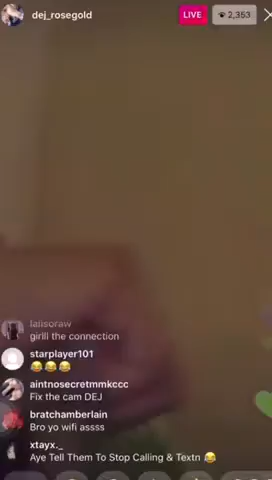 dej_rosegold
LIVE
2,353
girlll the connection
starplayer101
😂😂😂
aintnosecretmmkccc
Fix the cam DEJ
bratchamberlain
Bro yo wifi assss
xtayx._
Aye Tell Them To Stop Calling & Textn 😂